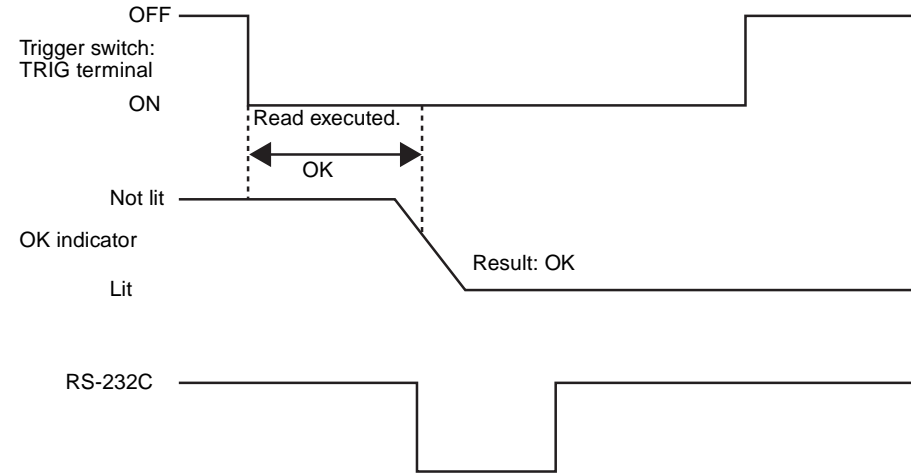 OFF
Trigger switch:
TRIG terminal
ON
Read executed.
OK
Not lit
OK indicator
Result: OK
Lit
RS-232C